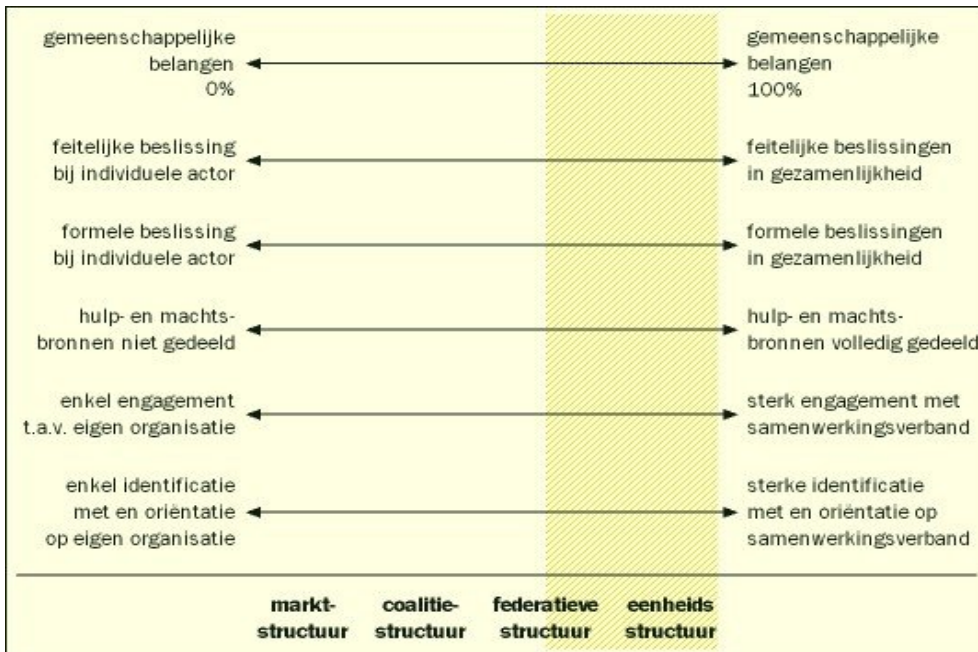 gemeenschappelijke
belangen
0%
gemeenschappelijke
belangen
100%
feitelijke beslissing
bij individuele actor
feitelijke beslissingen
in gezamenlijkheid
formele beslissing
bij individuele actor
formele beslissingen
in gezamenlijkheid
hulp- en machts-
bronnen niet gedeeld
hulp- en machts-
bronnen volledig gedeeld
enkel engagement
t.a.v. eigen organisatie
sterk engagement met
samenwerkingsverband
enkel identificatie
met en oriëntatie
op eigen organisatie
sterke identificatie
met en oriëntatie op
samenwerkingsverband
markt-
structuur
coalitie-
structuur
federatieve
structuur
eenheids
structuur